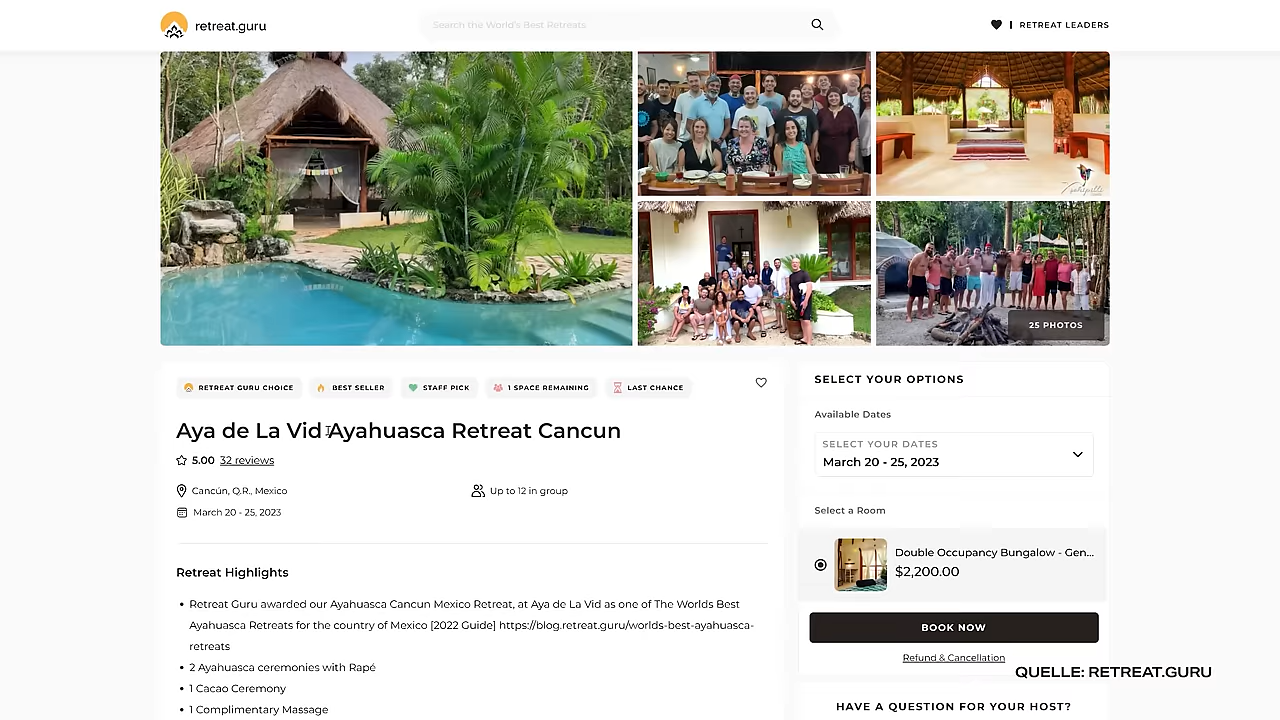 retreat.guru
Search the World's Best Retreats
RETREAT LEADERS
25 PHOTOS
RETREAT GURU CHOICE
BEST SELLER
STAFF PICK
1 SPACE REMAINING
LAST CHANCE
Aya de La Vid Ayahuasca Retreat Cancun
5.00 32 reviews
Cancún, Q.R., Mexico
Up to 12 in group
March 20 - 25, 2023
Retreat Highlights
• Retreat Guru awarded our Ayahuasca Cancun Mexico Retreat, at Aya de La Vid as one of The Worlds Best
Ayahuasca Retreats for the country of Mexico [2022 Guide] https://blog.retreat.guru/worlds-best-ayahuasca-
retreats
• 2 Ayahuasca ceremonies with Rapé
• 1 Cacao Ceremony
• 1 Complimentary Massage
SELECT YOUR OPTIONS
Available Dates
SELECT YOUR DATES
March 20 - 25, 2023
Select a Room
Double Occupancy Bungalow - Gen...
$2,200.00
BOOK NOW
Refund & Cancellation
QUELLE: RETREAT.GURU
HAVE A QUESTION FOR YOUR HOST?